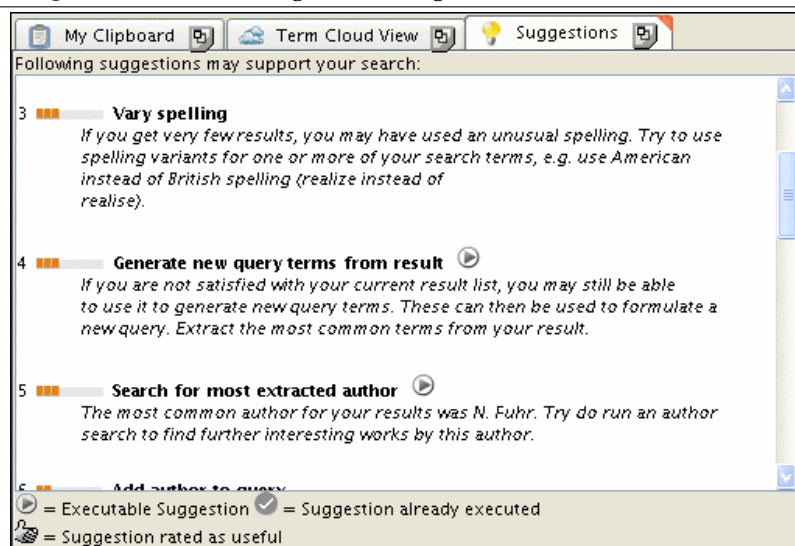 My Clipboard Term Cloud View Suggestions
Following suggestions may support your search:
3 Vary spelling
If you get very few results, you may have used an unusual spelling. Try to use
spelling variants for one or more of your search terms, e.g. use American
instead of British spelling (realize instead of
realise).
4 Generate new query terms from result
If you are not satisfied with your current result list, you may still be able
to use it to generate new query terms. These can then be used to formulate a
new query. Extract the most common terms from your result.
5 Search for most extracted author
The most common author for your results was N. Fuhr. Try do run an author
search to find further interesting works by this author.
6 Add author to query
= Executable Suggestion = Suggestion already executed
= Suggestion rated as useful